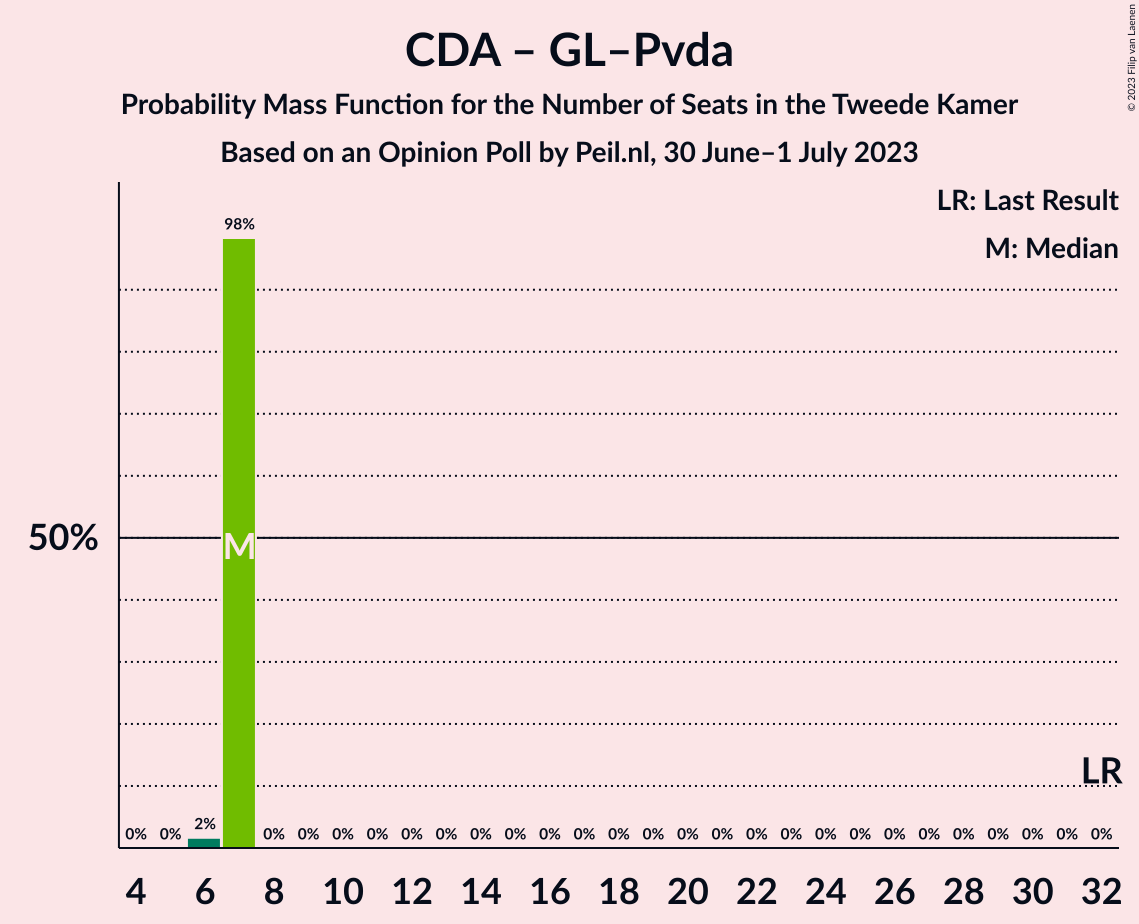 CDA – GL–Pvda
Probability Mass Function for the Number of Seats in the Tweede Kamer
Based on an Opinion Poll by Peil.nl, 30 June–1 July 2023
© 2023 Filip van Laenen
LR: Last Result
M: Median
98%
50%
M
LR
0% 0% 2% 0% 0% 0% 0% 0% 0% 0% 0% 0% 0% 0% 0% 0% 0% 0% 0% 0% 0% 0% 0% 0% 0% 0% 0% 0%
4 6 8 10 12 14 16 18 20 22 24 26 28 30 32